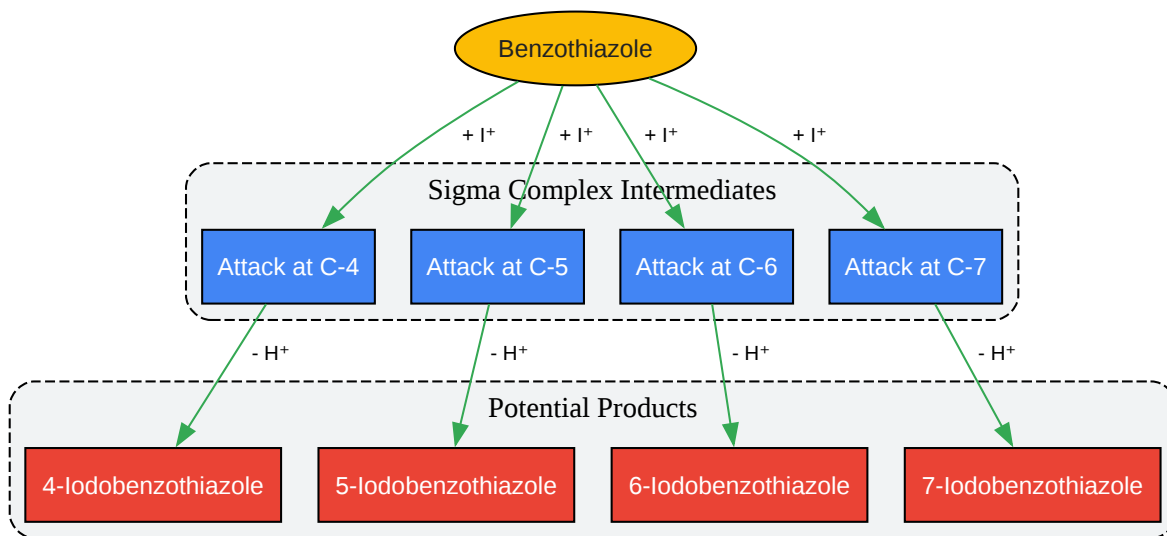 Benzothiazole
+ I⁺
+ I⁺
+ I⁺
+ I⁺
Sigma Complex Intermediates
Attack at C-4
Attack at C-5
Attack at C-6
Attack at C-7
- H⁺
- H⁺
- H⁺
- H⁺
Potential Products
4-Iodobenzothiazole
5-Iodobenzothiazole
6-Iodobenzothiazole
7-Iodobenzothiazole